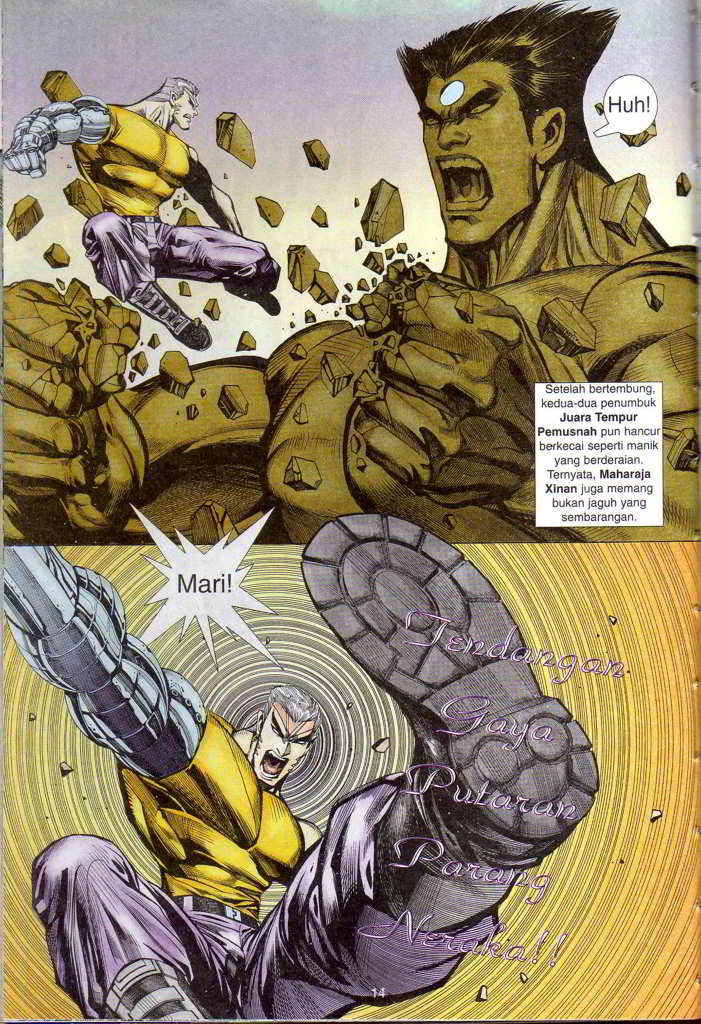 Huh!
Setelah bertembung,
kedua-dua penumbuk
Juara Tempur
Pemusnah pun hancur
berkecai seperti manik
yang berderaian.
Ternyata, Maharaja
Xinan juga memang
bukan jaguh yang
sembarangan.
Mari!
Tendangan
Gaya
Putaran
Parang
Neraka!!
14